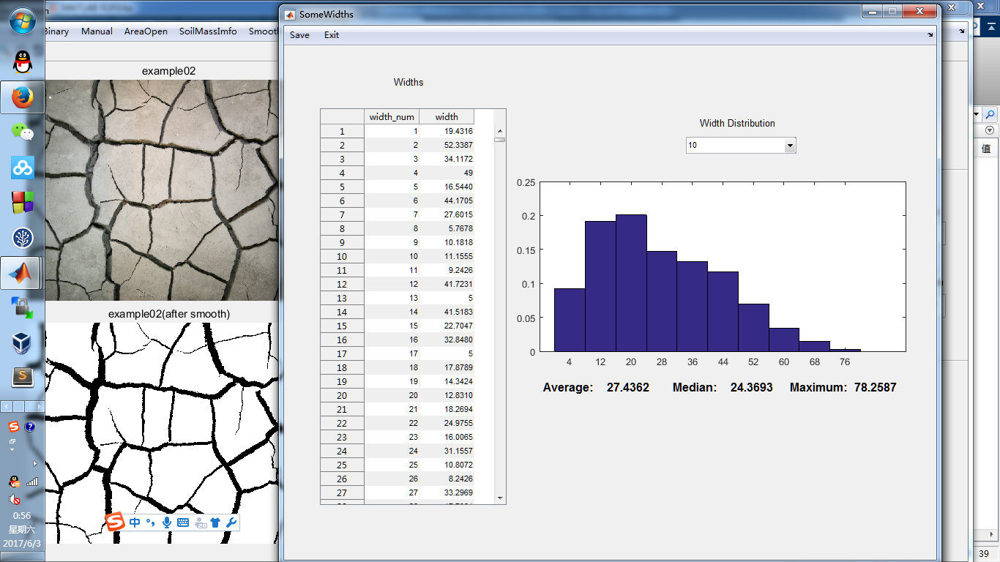 SomeWidths
Save Exit
Binary Manual AreaOpen SoilMassImfo Smooth
example02
example02(after smooth)
Widths
width_num width
1 1 19.4316
2 2 52.3387
3 3 34.1172
4 4 49
5 5 16.5440
6 6 44.1705
7 7 27.6015
8 8 5.7678
9 9 10.1818
10 10 11.1555
11 11 9.2426
12 12 41.7231
13 13 5
14 14 41.5183
15 15 22.7047
16 16 32.8480
17 17 5
18 18 17.8789
19 19 14.3424
20 20 12.8310
21 21 18.2694
22 22 24.9755
23 23 16.0065
24 24 31.1557
25 25 10.8072
26 26 8.2426
27 27 33.2969
Width Distribution
10
0.25
0.2
0.15
0.1
0.05
0
4 12 20 28 36 44 52 60 68 76
Average: 27.4362 Median: 24.3693 Maximum: 78.2587
值
39
中
0:56
星期六
2017/6/3